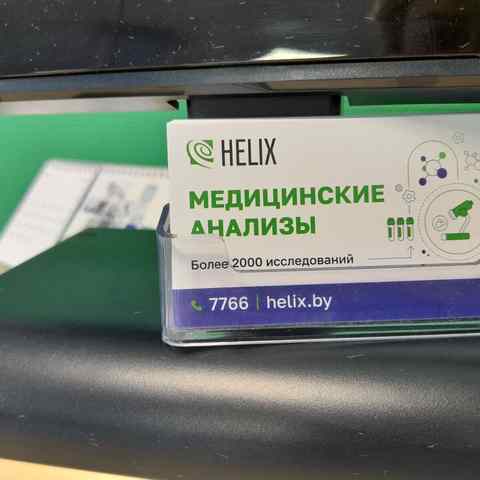 HELIX
МЕДИЦИНСКИЕ
АНАЛИЗЫ
Более 2000 исследований
7766 | helix.by